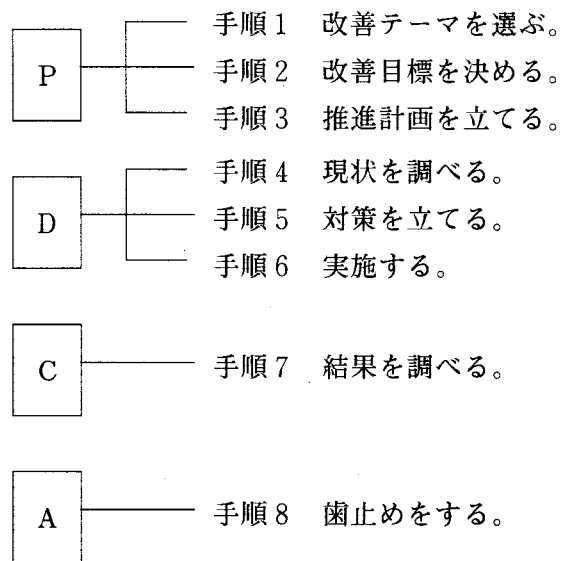 P
手順1 改善テーマを選ぶ。
手順2 改善目標を決める。
手順3 推進計画を立てる。
D
手順4 現状を調べる。
手順5 対策を立てる。
手順6 実施する。
C
手順7 結果を調べる。
A
手順8 歯止めをする。